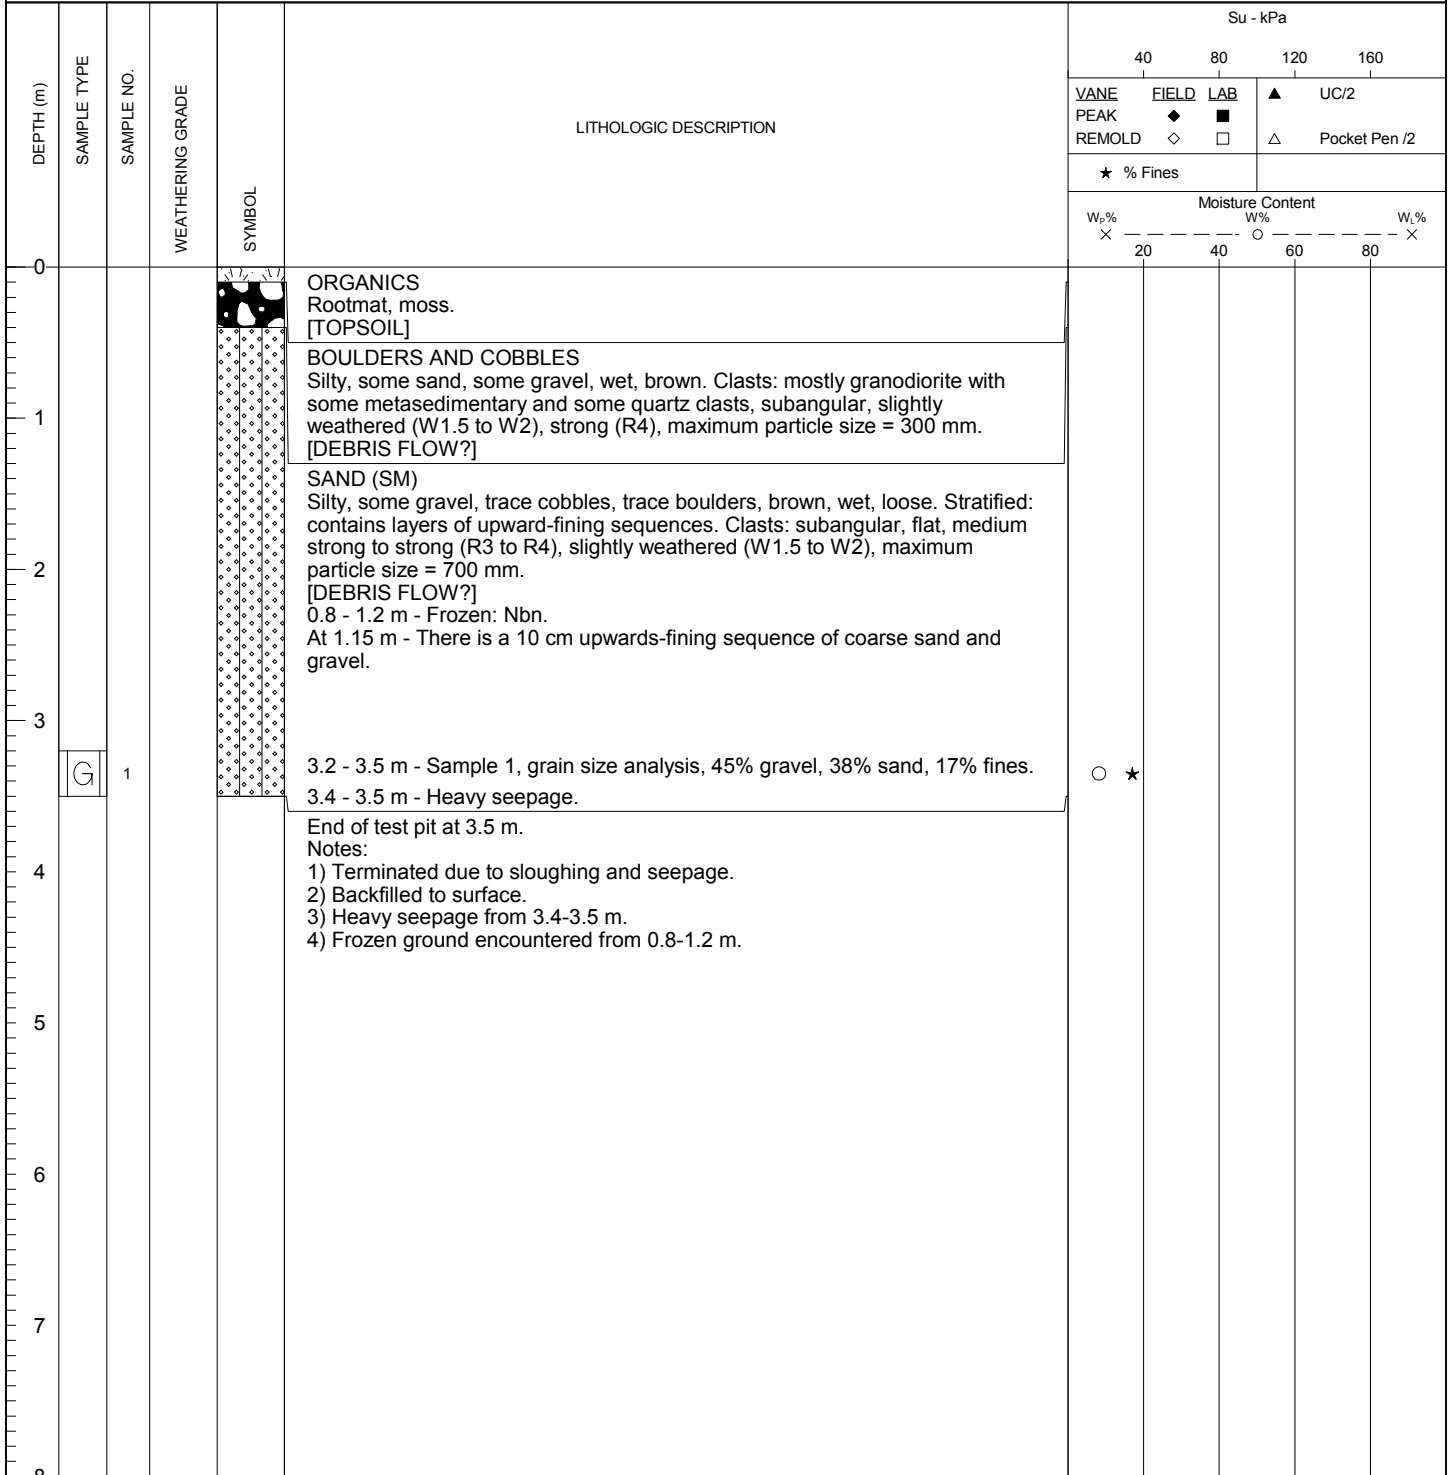 Su - kPa
40 80 120 160
DEPTH (m)
SAMPLE TYPE
SAMPLE NO.
WEATHERING GRADE
SYMBOL
LITHOLOGIC DESCRIPTION
VANE FIELD LAB ▲ UC/2
PEAK ◆ ■
REMOLD ◇ □ △ Pocket Pen /2
★ % Fines
Moisture Content
WP% W% WL%
20 40 60 80
0
ORGANICS
Rootmat, moss.
[TOPSOIL]
BOULDERS AND COBBLES
Silty, some sand, some gravel, wet, brown. Clasts: mostly granodiorite with
some metasedimentary and some quartz clasts, subangular, slightly
1
weathered (W1.5 to W2), strong (R4), maximum particle size = 300 mm.
[DEBRIS FLOW?]
SAND (SM)
Silty, some gravel, trace cobbles, trace boulders, brown, wet, loose. Stratified:
contains layers of upward-fining sequences. Clasts: subangular, flat, medium
strong to strong (R3 to R4), slightly weathered (W1.5 to W2), maximum
2
particle size = 700 mm.
[DEBRIS FLOW?]
0.8 - 1.2 m - Frozen: Nbn.
At 1.15 m - There is a 10 cm upwards-fining sequence of coarse sand and
gravel.
3
G 1 3.2 - 3.5 m - Sample 1, grain size analysis, 45% gravel, 38% sand, 17% fines.
3.4 - 3.5 m - Heavy seepage.
End of test pit at 3.5 m.
Notes:
4
1) Terminated due to sloughing and seepage.
2) Backfilled to surface.
3) Heavy seepage from 3.4-3.5 m.
4) Frozen ground encountered from 0.8-1.2 m.
5
6
7
8